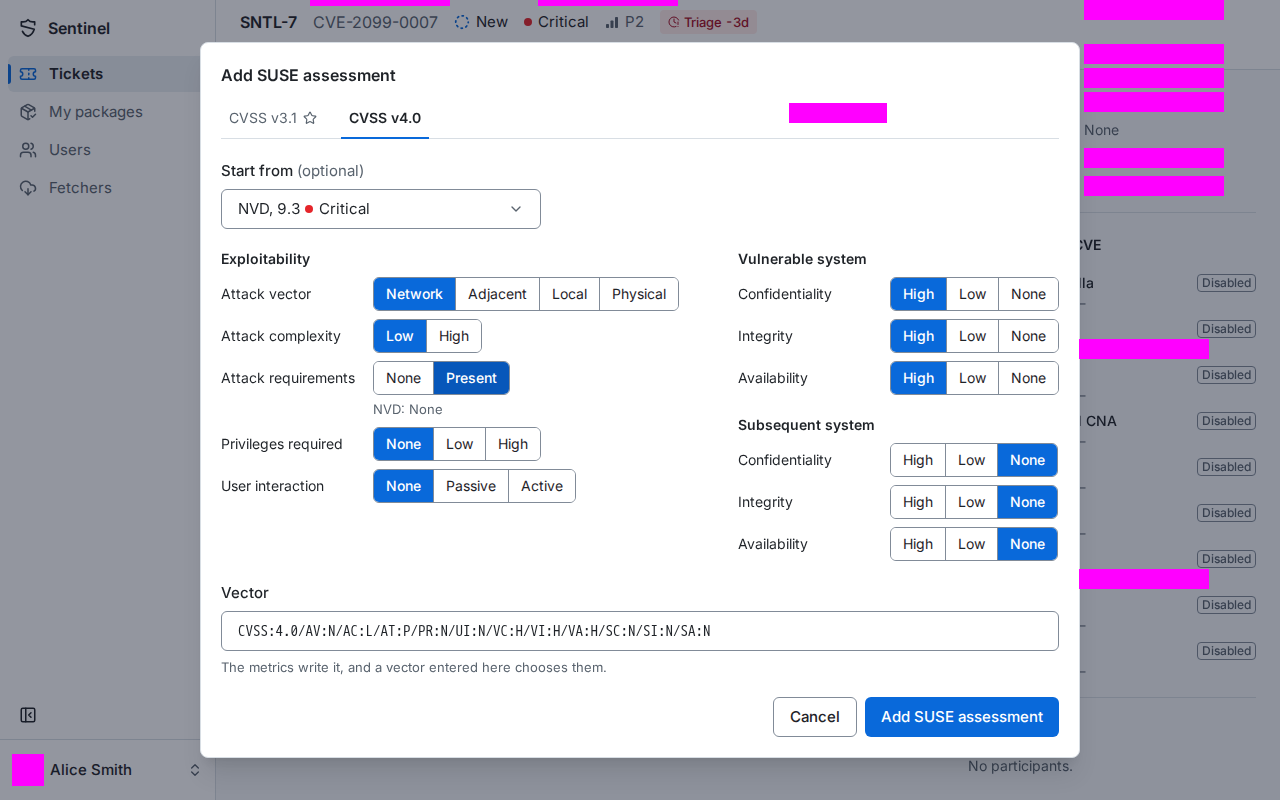 Sentinel
SNTL-7 CVE-2099-0007 New Critical P2 Triage -3d
Tickets
My packages
Users
Fetchers
Add SUSE assessment
CVSS v3.1 CVSS v4.0
None
Start from (optional)
NVD, 9.3 Critical
Exploitability
Attack vector Network Adjacent Local Physical
Attack complexity Low High
Attack requirements None Present
NVD: None
Privileges required None Low High
User interaction None Passive Active
Vulnerable system
Confidentiality High Low None
Integrity High Low None
Availability High Low None
Subsequent system
Confidentiality High Low None
Integrity High Low None
Availability High Low None
CVE
lla Disabled
Disabled
Disabled
CNA Disabled
Disabled
Disabled
Disabled
Disabled
Disabled
Vector
CVSS:4.0/AV:N/AC:L/AT:P/PR:N/UI:N/VC:H/VI:H/VA:H/SC:N/SI:N/SA:N
The metrics write it, and a vector entered here chooses them.
Cancel Add SUSE assessment
Alice Smith
No participants.